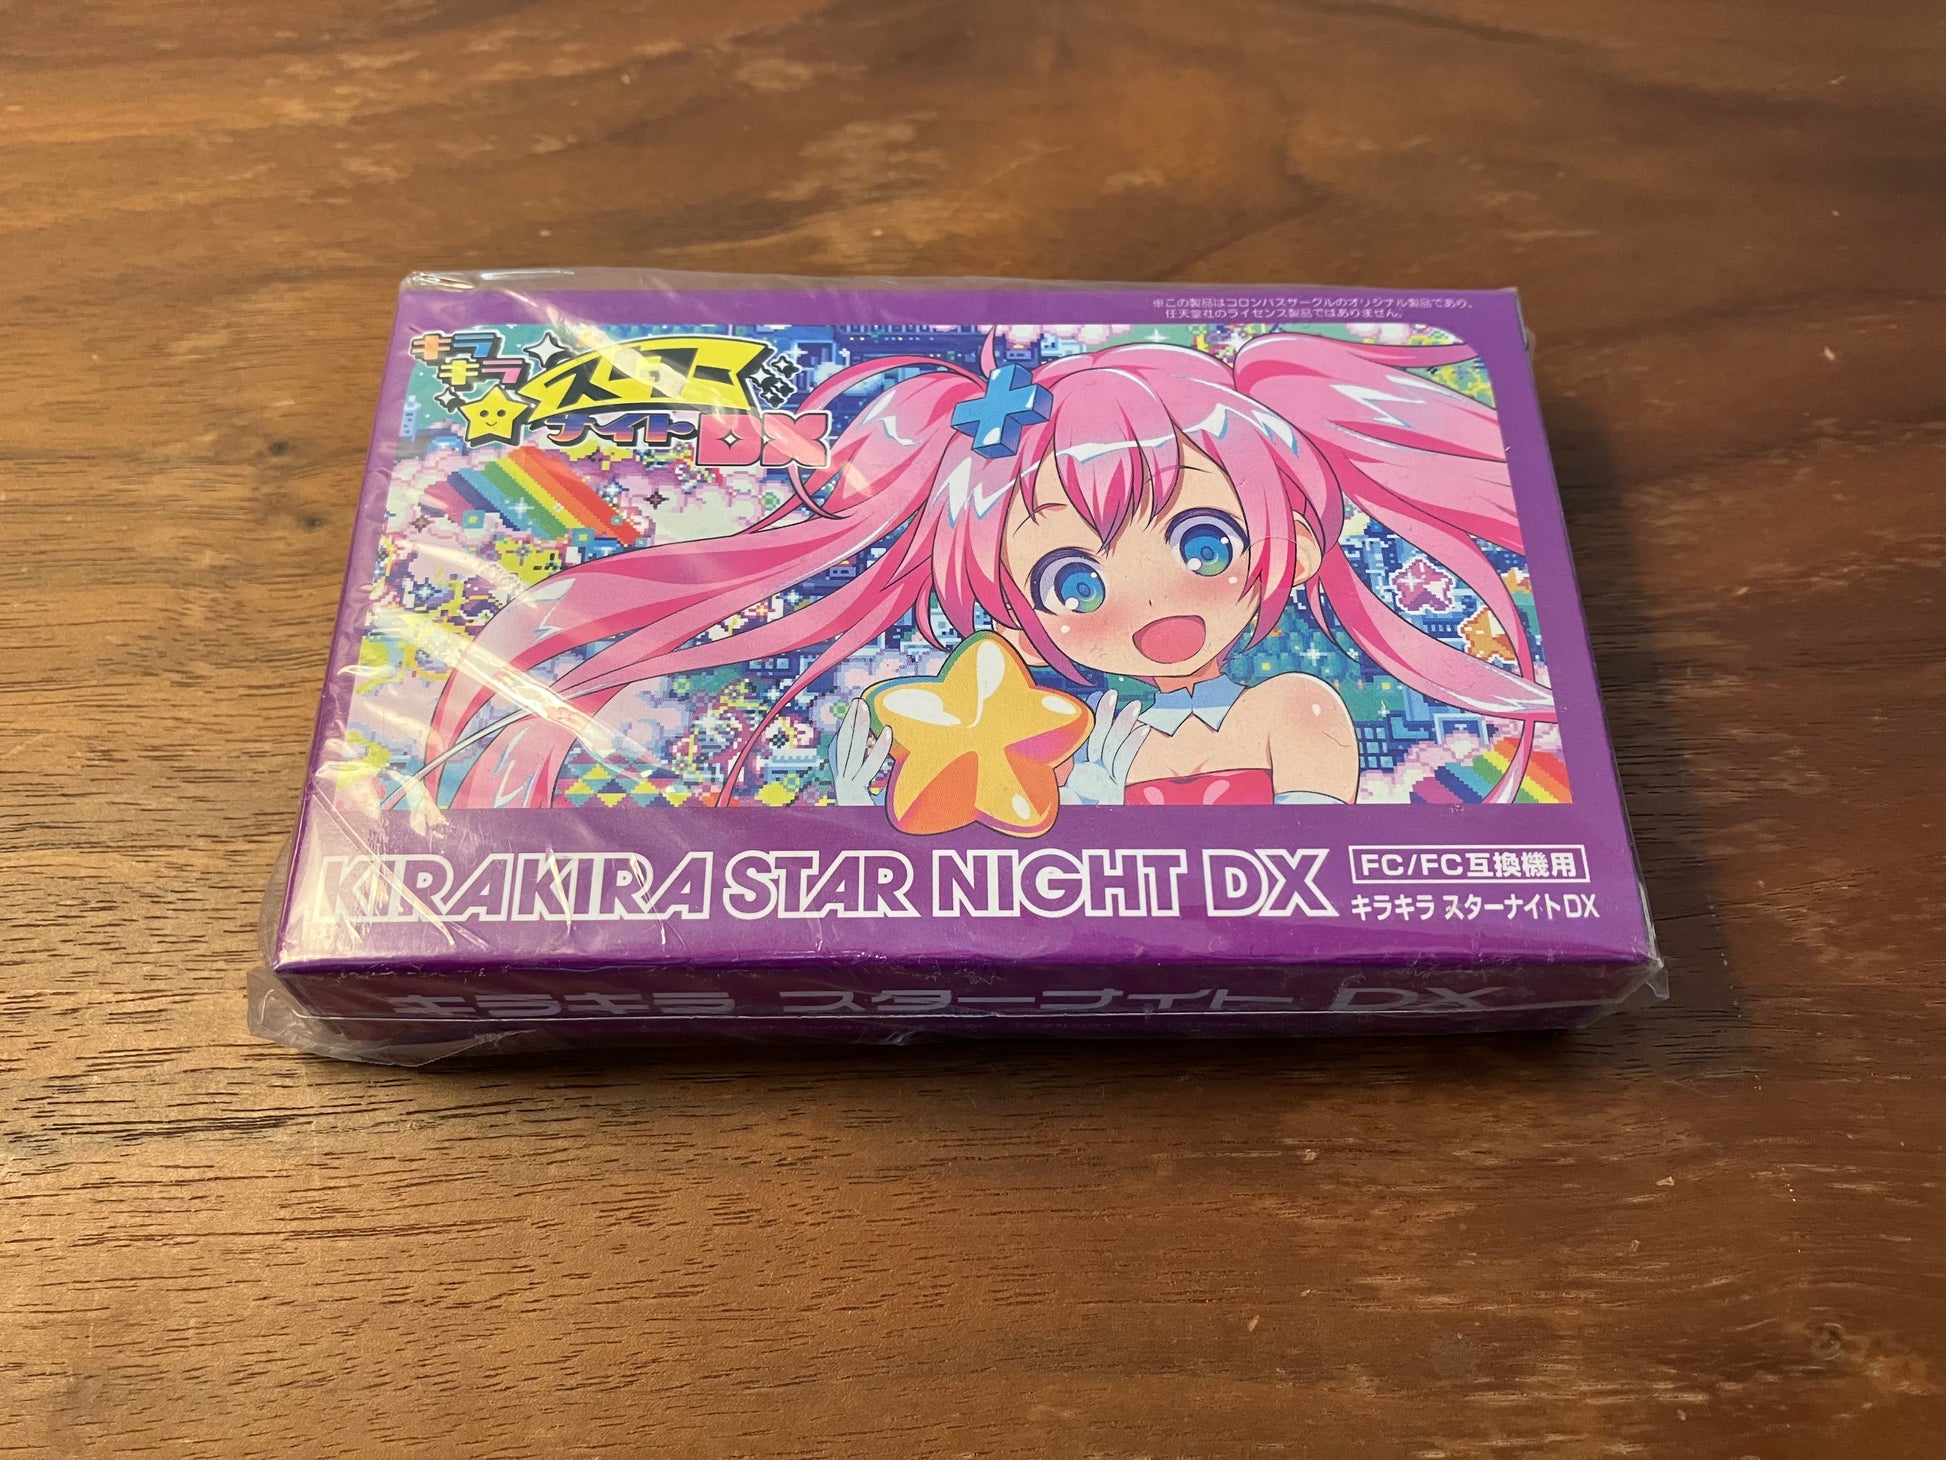 ※この製品はコロンバスサークルのオリジナル製品であり、
任天堂社のライセンス製品ではありません。
キラ
キラ
スター
ナイトDX
KIRAKIRA STAR NIGHT DX
FC/FC互換機用
キラキラ スターナイトDX
キラキラ スターナイト DX